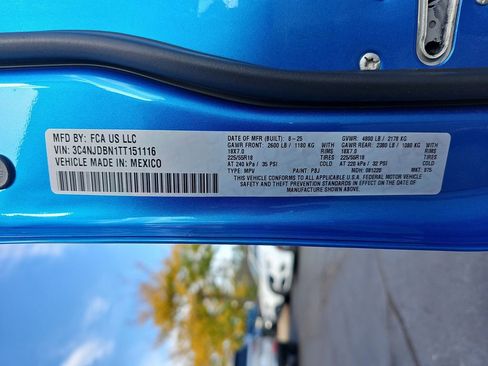 MFD BY: FCA US LLC
VIN: 3C4NJDBN1TT151116
VEHICLE MADE IN: MEXICO
DATE OF MFR (BUILT): 8-25 GVWR: 4800 LB / 2178 KG
GAWR FRONT: 2600 LB / 1180 KG GAWR REAR: 2380 LB / 1080 KG
18X7.0 RIMS 18X7.0 RIMS
225/55R18 TIRES 225/55R18 TIRES
AT 240 kPa / 35 PSI COLD AT 220 kPa / 32 PSI COLD
TYPE: MPV PAINT: PBJ MDH: 081220 MKT: 975
THIS VEHICLE CONFORMS TO ALL APPLICABLE U.S.A. FEDERAL MOTOR VEHICLE
SAFETY AND THEFT PREVENTION STANDARDS IN EFFECT ON THE DATE OF
MANUFACTURE SHOWN ABOVE.